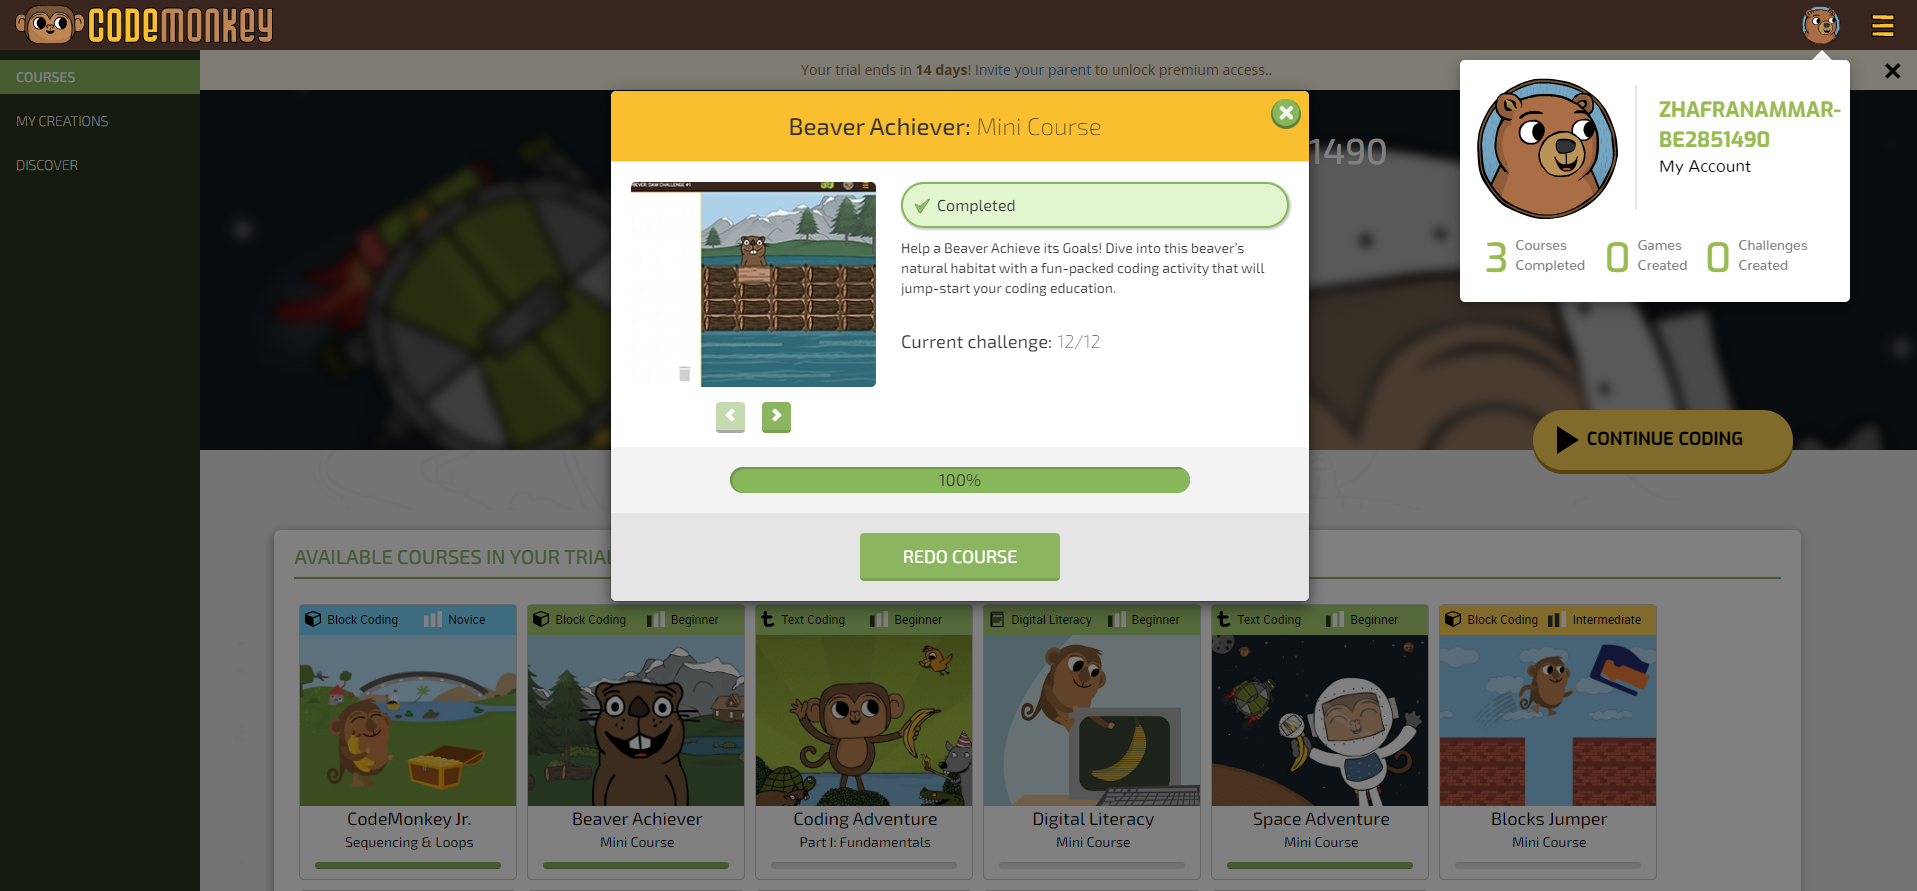 CODEMONKEY
COURSES
MY CREATIONS
DISCOVER
Your trial ends in 14 days! Invite your parent to unlock premium access..
1490
ZHAFRANAMMAR-
BE2851490
My Account
3 Courses Completed
0 Games Created
0 Challenges Created
Beaver Achiever: Mini Course
Completed
Help a Beaver Achieve its Goals! Dive into this beaver's
natural habitat with a fun-packed coding activity that will
jump-start your coding education.
Current challenge: 12/12
100%
REDO COURSE
CONTINUE CODING
AVAILABLE COURSES IN YOUR TRIAL
Block Coding Novice
CodeMonkey Jr.
Sequencing & Loops
Block Coding Beginner
Beaver Achiever
Mini Course
Text Coding Beginner
Coding Adventure
Part I: Fundamentals
Digital Literacy Beginner
Digital Literacy
Mini Course
Text Coding Beginner
Space Adventure
Mini Course
Block Coding Intermediate
Blocks Jumper
Mini Course